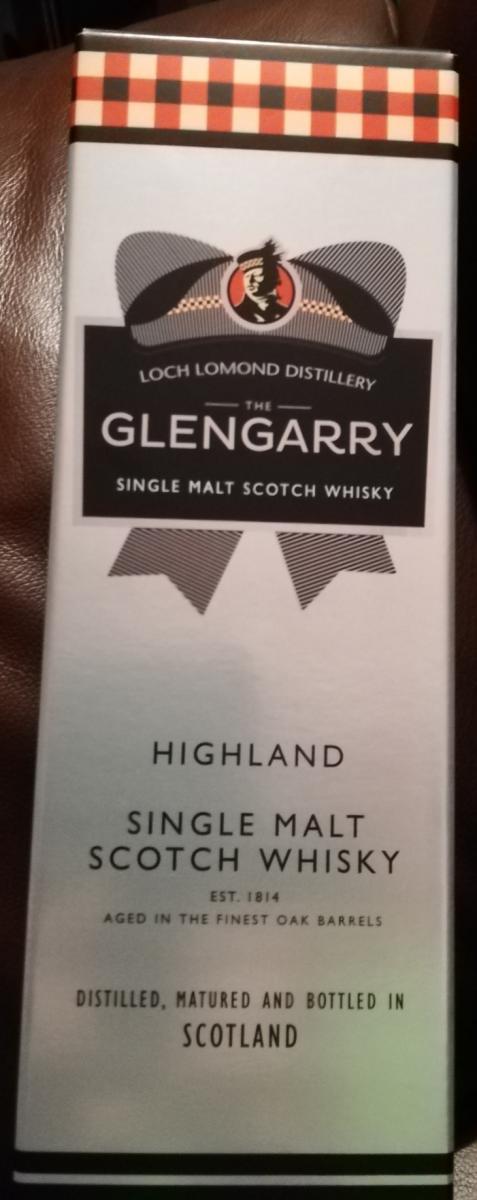 LOCH LOMOND DISTILLERY
THE
GLENGARRY
SINGLE MALT SCOTCH WHISKY
HIGHLAND
SINGLE MALT
SCOTCH WHISKY
EST. 1814
AGED IN THE FINEST OAK BARRELS
DISTILLED, MATURED AND BOTTLED IN
SCOTLAND